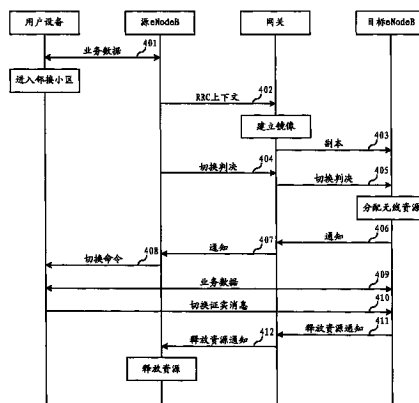 用户设备
源eNodeB
网关
目标eNodeB
业务数据 401
进入邻接小区
RRC上下文 402
建立镜像
副本 403
切换判决 404
切换判决 405
分配无线资源
通知 406
通知 407
切换命令 408
业务数据 409
切换证实消息 410
释放资源通知 411
释放资源通知 412
释放资源